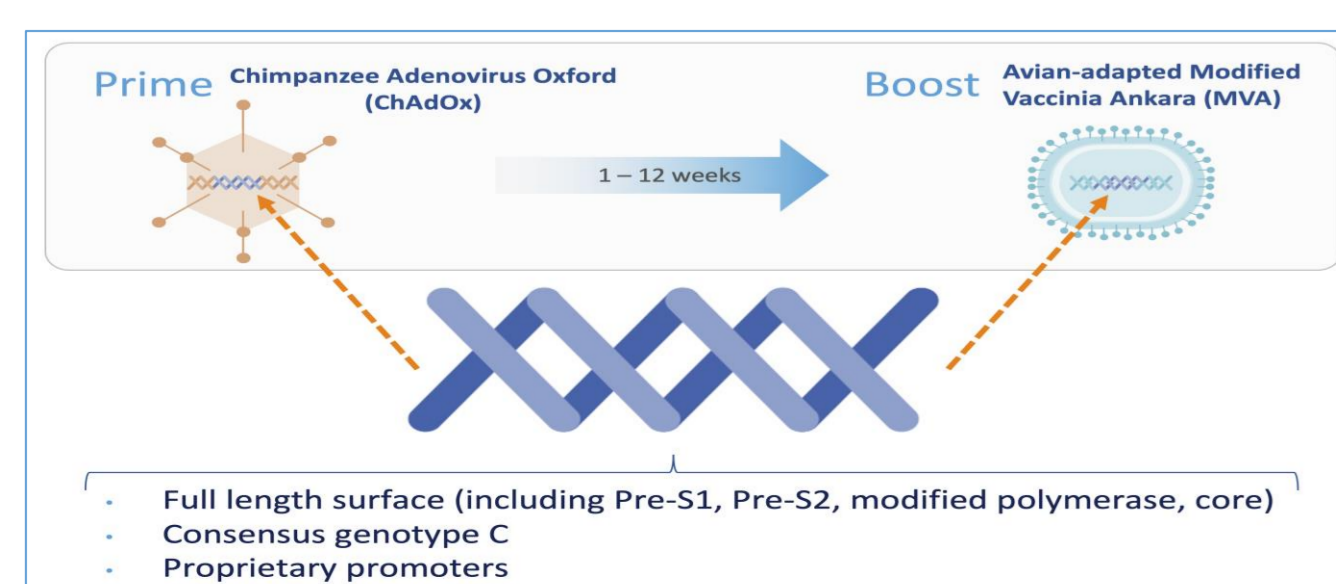 Prime
Chimpanzee Adenovirus Oxford
(ChAdOx)
Boost
Avian-adapted Modified
Vaccinia Ankara (MVA)
1 – 12 weeks
• Full length surface (including Pre-S1, Pre-S2, modified polymerase, core)
• Consensus genotype C
• Proprietary promoters